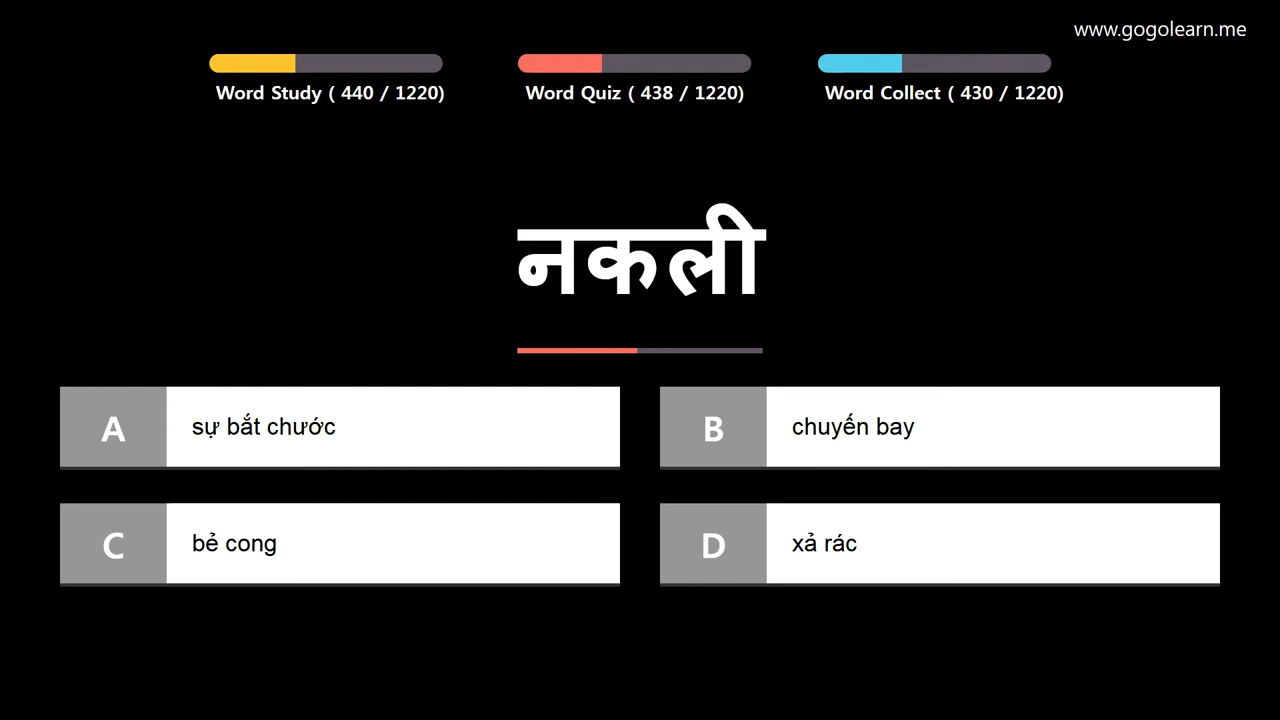 www.gogolearn.me
Word Study ( 440 / 1220)
Word Quiz ( 438 / 1220)
Word Collect ( 430 / 1220)
नकली
A
sự bắt chước
B
chuyến bay
C
bẻ cong
D
xả rác